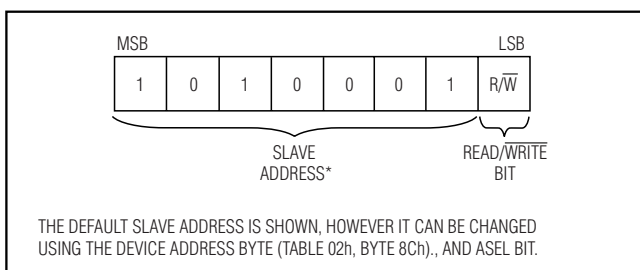 MSB LSB
1 0 1 0 0 0 1 R/W̅
SLAVE ADDRESS*
READ/W̅R̅I̅T̅E̅ BIT
THE DEFAULT SLAVE ADDRESS IS SHOWN, HOWEVER IT CAN BE CHANGED
USING THE DEVICE ADDRESS BYTE (TABLE 02h, BYTE 8Ch)., AND ASEL BIT.